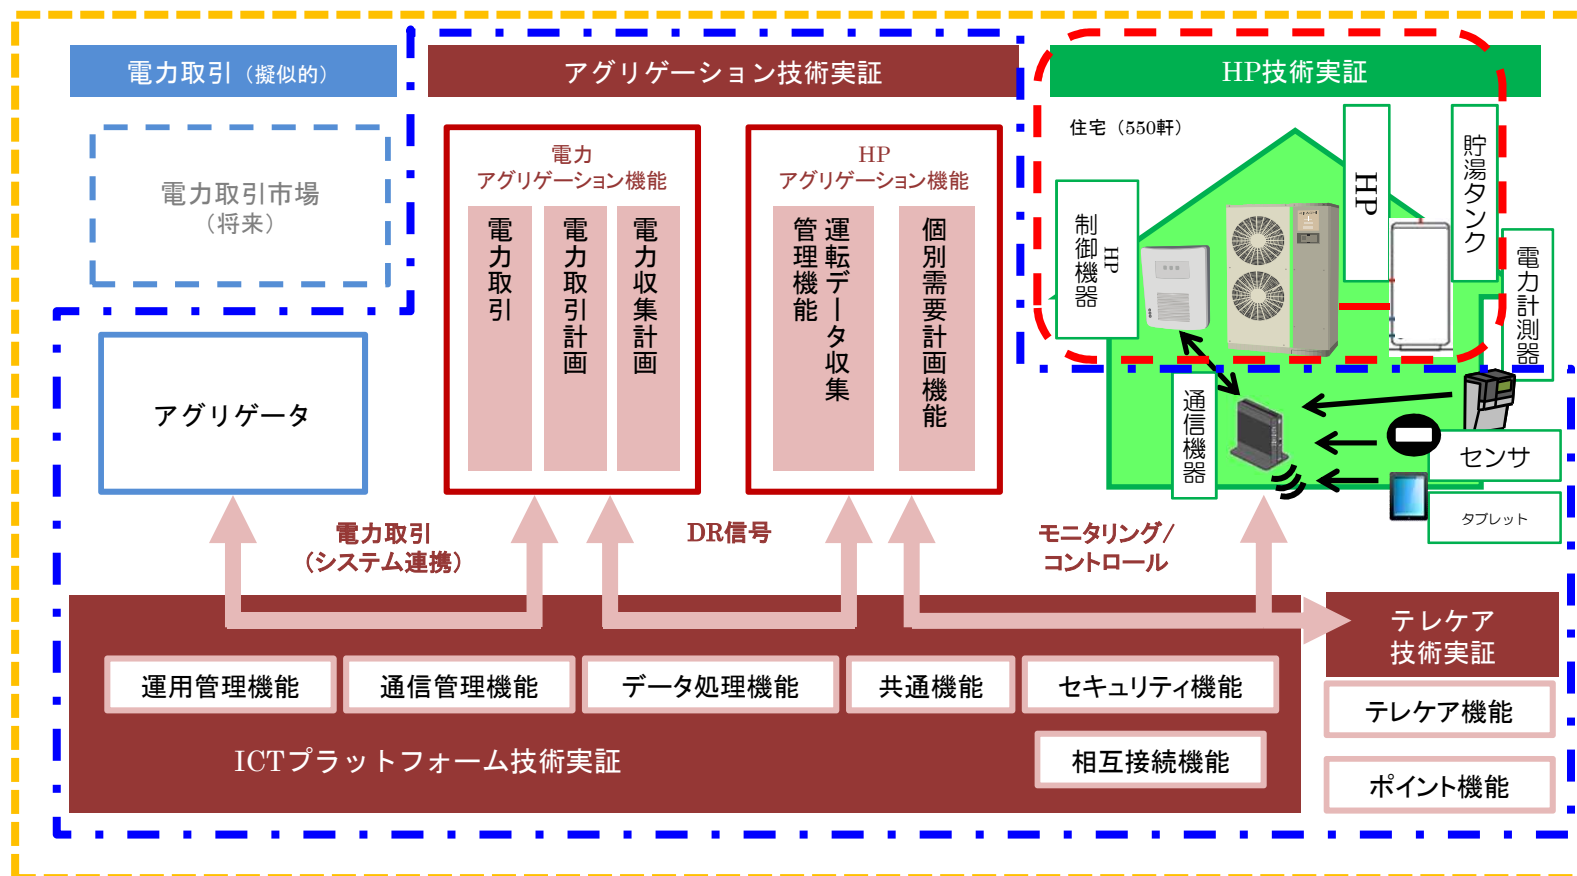 電力取引（擬似的）
アグリゲーション技術実証
HP技術実証
電力取引市場
（将来）
アグリゲータ
電力
アグリゲーション機能
電力取引
電力取引計画
電力収集計画
HP
アグリゲーション機能
運転データ収集
管理機能
個別需要計画機能
住宅（550軒）
HP
制御機器
HP
貯湯タンク
電力計測器
通信機器
センサ
タブレット
電力取引
（システム連携）
DR信号
モニタリング/
コントロール
運用管理機能
通信管理機能
データ処理機能
共通機能
セキュリティ機能
ICTプラットフォーム技術実証
相互接続機能
テレケア
技術実証
テレケア機能
ポイント機能